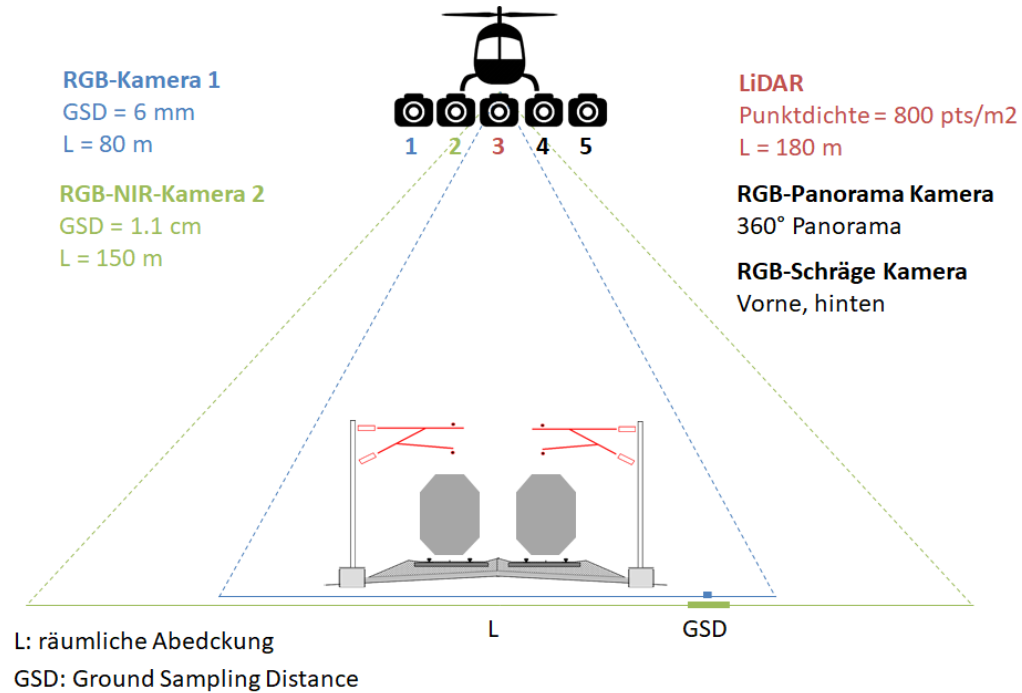 RGB-Kamera 1
GSD = 6 mm
L = 80 m
RGB-NIR-Kamera 2
GSD = 1.1 cm
L = 150 m
1 2 3 4 5
LiDAR
Punktdichte = 800 pts/m2
L = 180 m
RGB-Panorama Kamera
360° Panorama
RGB-Schräge Kamera
Vorne, hinten
L GSD
L: räumliche Abedckung
GSD: Ground Sampling Distance